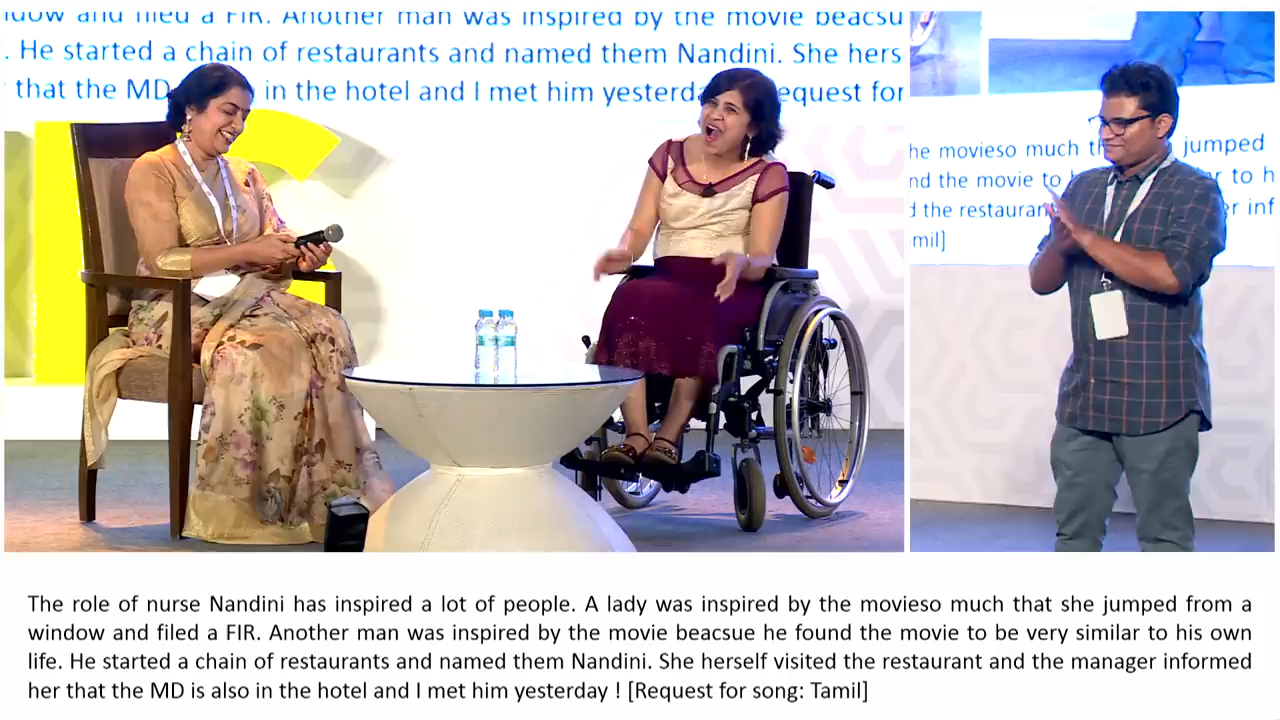 dow and filed a FIR. Another man was inspired by the movie beacsu
. He started a chain of restaurants and named them Nandini. She hers
that the MD in the hotel and I met him yesterd equest for
he movieso much th jumped
nd the movie to r to h
d the restauran r inf
mil]
The role of nurse Nandini has inspired a lot of people. A lady was inspired by the movieso much that she jumped from a
window and filed a FIR. Another man was inspired by the movie beacsue he found the movie to be very similar to his own
life. He started a chain of restaurants and named them Nandini. She herself visited the restaurant and the manager informed
her that the MD is also in the hotel and I met him yesterday ! [Request for song: Tamil]